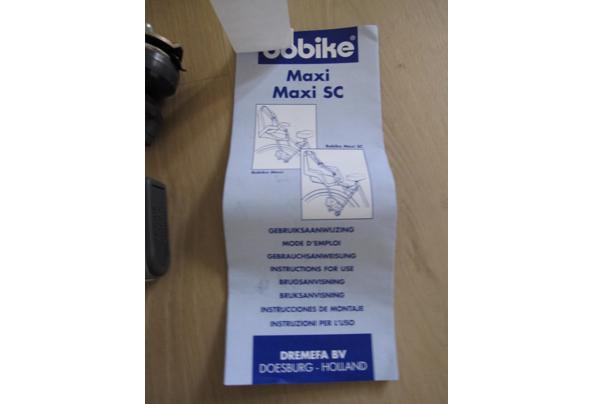 bobike®
Maxi
Maxi SC
Bobike Maxi SC
Bobike Maxi
GEBRUIKSAANWIJZING
MODE D'EMPLOI
GEBRAUCHSANWEISUNG
INSTRUCTIONS FOR USE
BRUGSANVISNING
BRUKSANVISNING
INSTRUCCIONES DE MONTAJE
INSTRUZIONI PER L'USO
DREMEFA BV
DOESBURG - HOLLAND